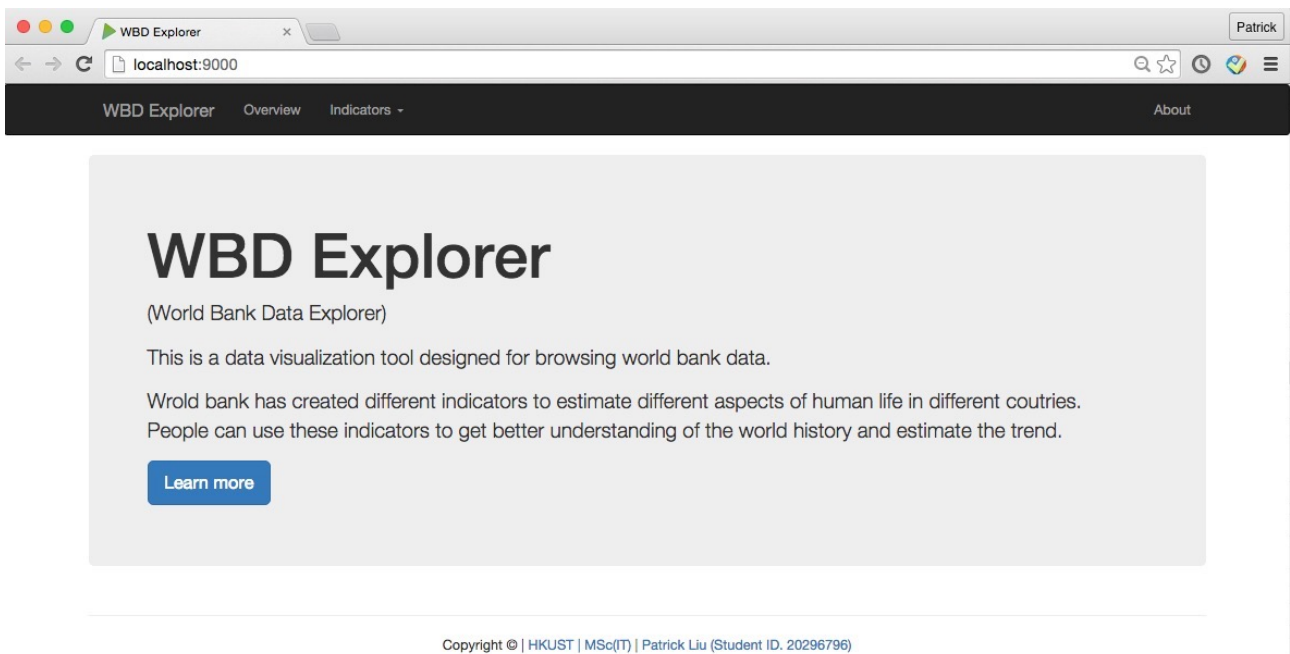 WBD Explorer
Patrick
localhost:9000
WBD Explorer Overview Indicators About
WBD Explorer
(World Bank Data Explorer)
This is a data visualization tool designed for browsing world bank data.
Wrold bank has created different indicators to estimate different aspects of human life in different coutries.
People can use these indicators to get better understanding of the world history and estimate the trend.
Learn more
Copyright © | HKUST | MSc(IT) | Patrick Liu (Student ID. 20296796)